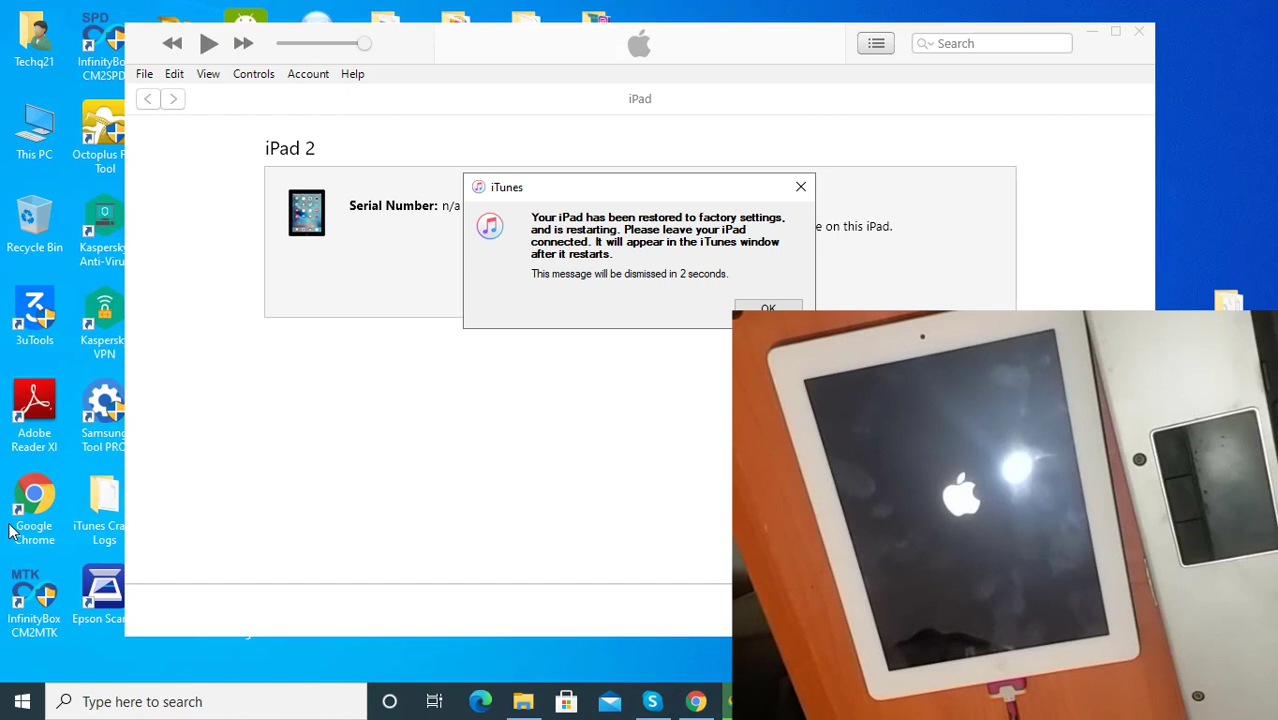 Techq21
SPD
InfinityBox
CM2SPD
This PC
Octoplus
Tool
Recycle Bin
Kaspersky
3uTools
Kaspersky
VPN
Adobe
Reader XI
Samsung
Tool PRO
Google
Chrome
iTunes
Logs
MTK
InfinityBox
CM2MTK
Epson Scan
Search
File Edit View Controls Account Help
iPad
iPad 2
Serial Number: n/a
e on this iPad.
iTunes
Your iPad has been restored to factory settings,
and is restarting. Please leave your iPad
connected. It will appear in the iTunes window
after it restarts.
This message will be dismissed in 2 seconds.
OK
Type here to search